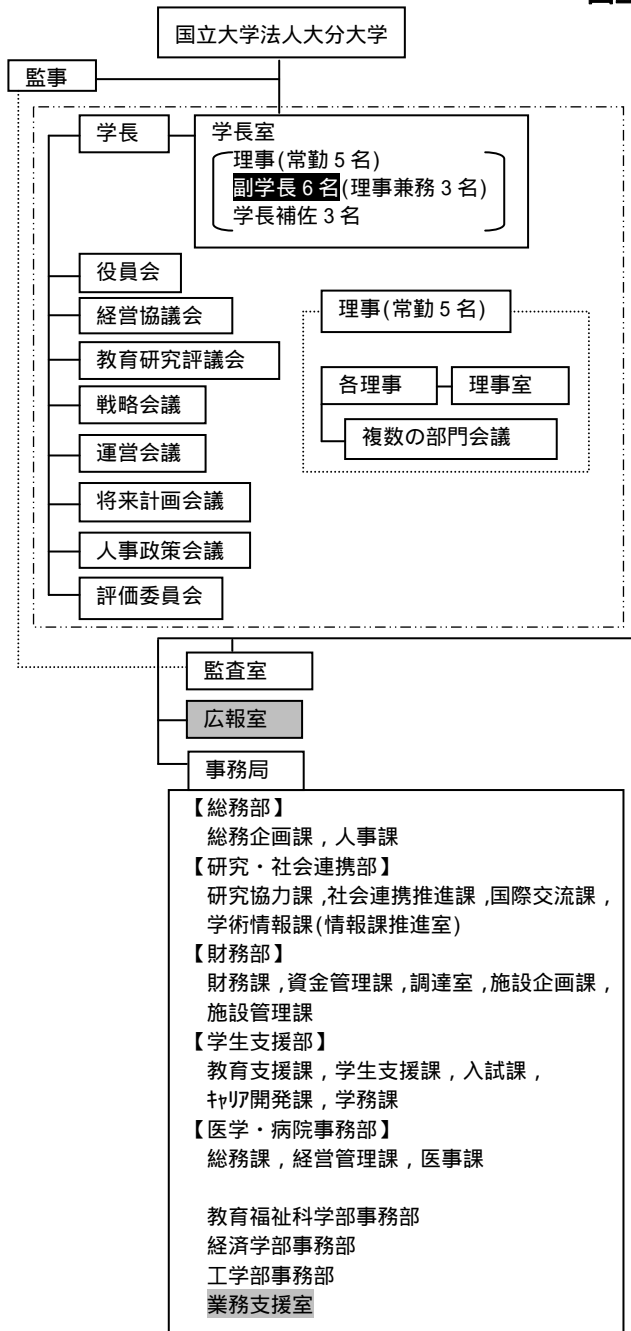 国立大学法人大分大学
監事
学長
学長室
理事(常勤5名)
副学長6名(理事兼務3名)
学長補佐3名
役員会
経営協議会
教育研究評議会
戦略会議
運営会議
将来計画会議
人事政策会議
評価委員会
理事(常勤5名)
各理事
理事室
複数の部門会議
監査室
広報室
事務局
【総務部】
総務企画課，人事課
【研究・社会連携部】
研究協力課，社会連携推進課，国際交流課，
学術情報課(情報課推進室)
【財務部】
財務課，資金管理課，調達室，施設企画課，
施設管理課
【学生支援部】
教育支援課，学生支援課，入試課，
ｷｬﾘｱ開発課，学務課
【医学・病院事務部】
総務課，経営管理課，医事課
教育福祉科学部事務部
経済学部事務部
工学部事務部
業務支援室